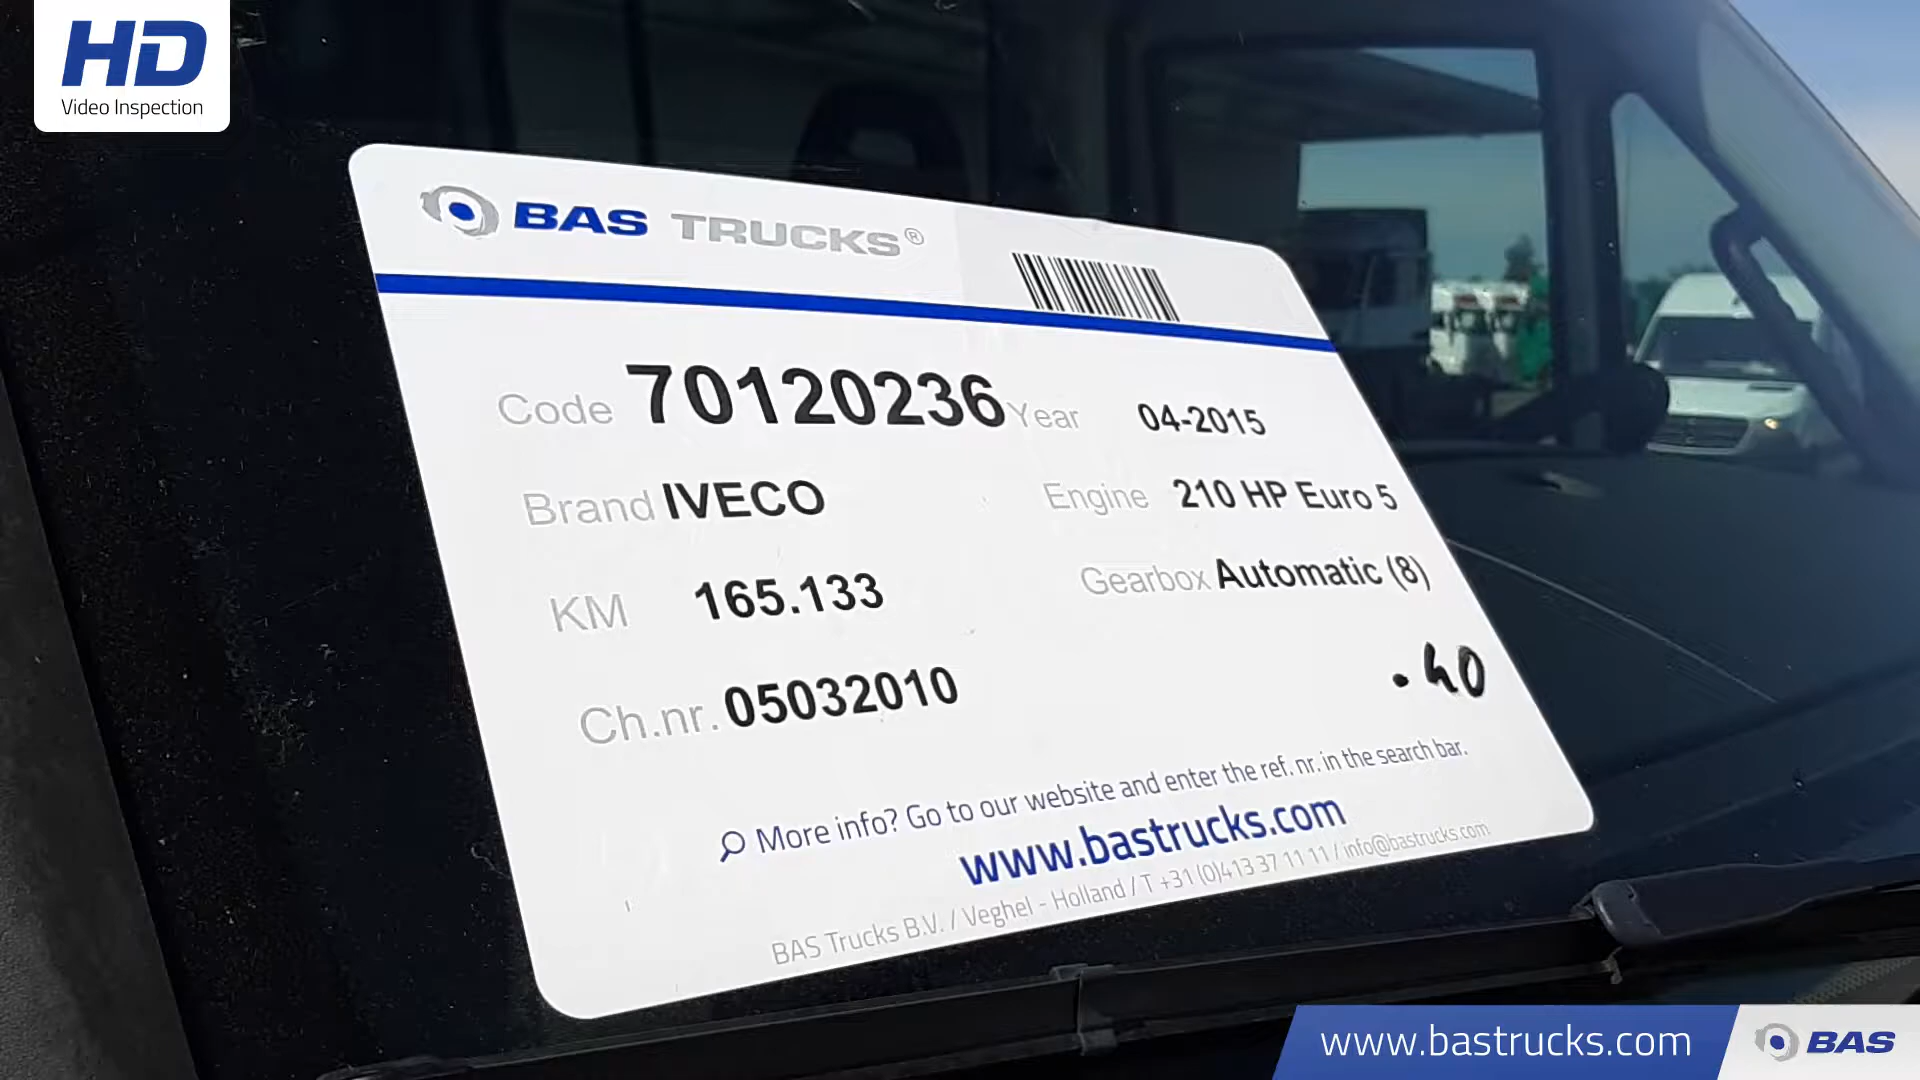 HD
Video Inspection
BAS TRUCKS®
Code 70120236 Year 04-2015
Brand IVECO Engine 210 HP Euro 5
KM 165.133 Gearbox Automatic (8)
Ch.nr. 05032010 .40
More info? Go to our website and enter the ref. nr. in the search bar.
www.bastrucks.com
BAS Trucks B.V. / Veghel - Holland / T +31 (0)413 37 11 11 / info@bastrucks.com
www.bastrucks.com BAS